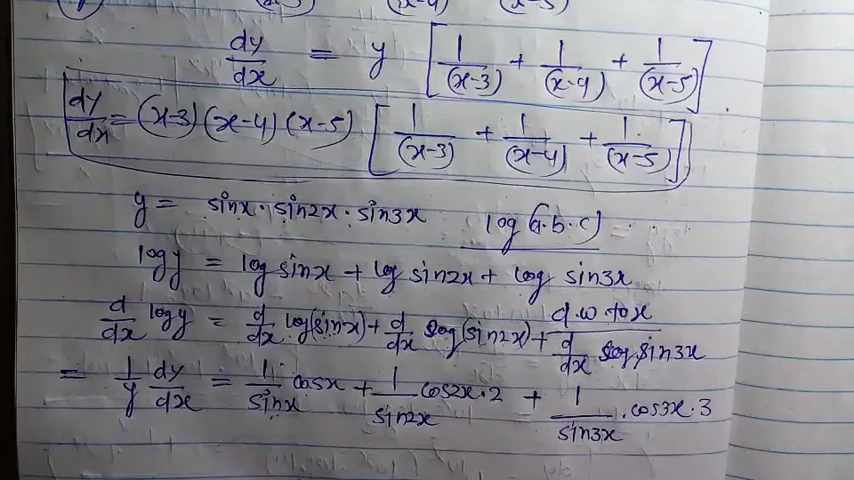 dy/dx = y [1/(x-3) + 1/(x-4) + 1/(x-5)]
dy/dx = (x-3)(x-4)(x-5) [1/(x-3) + 1/(x-4) + 1/(x-5)]
y = sinx · sin2x · sin3x log(a·b·c) =
log y = log sinx + log sin2x + log sin3x
d.w.to x
d/dx log y = d/dx log(sinx) + d/dx log(sin2x) + d/dx log sin3x
= 1/y dy/dx = 1/sinx cosx + 1/sin2x cos2x·2 + 1/sin3x ·cos3x·3